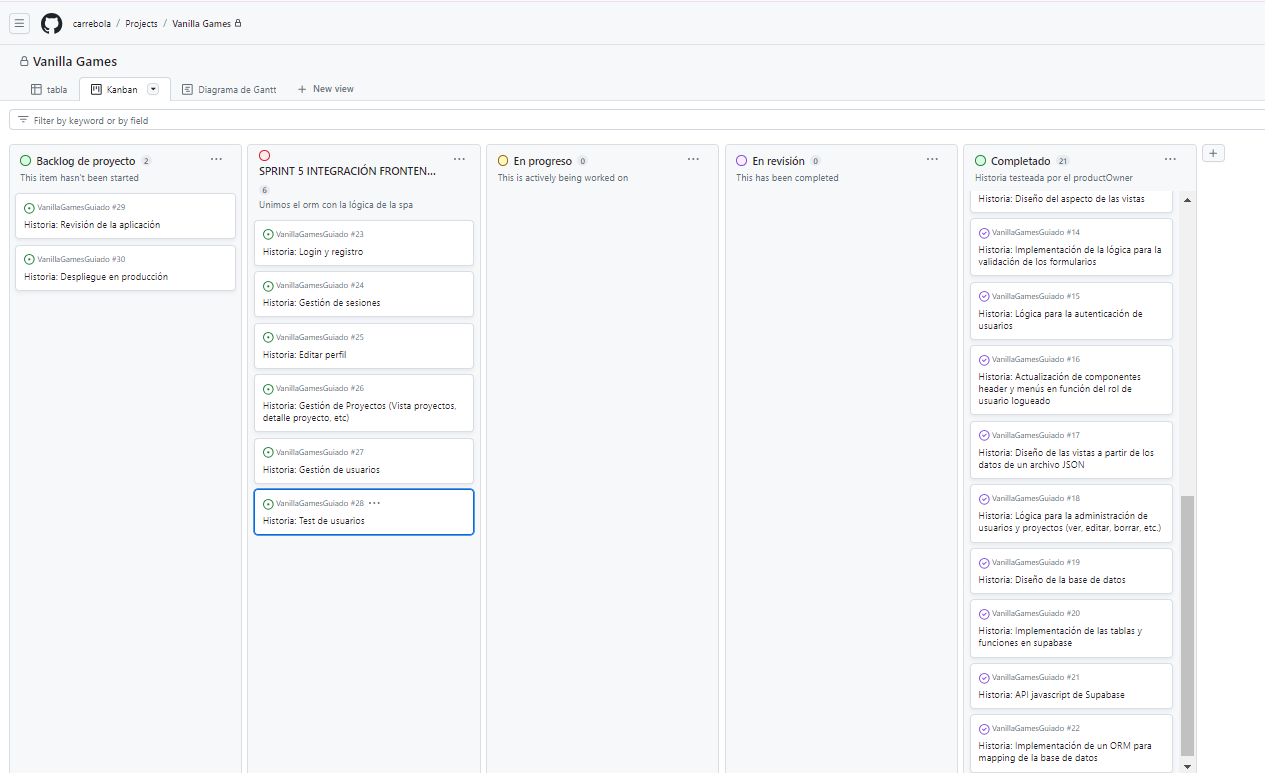 carrebola / Projects / Vanilla Games
Vanilla Games
tabla
Kanban
Diagrama de Gantt
+ New view
Filter by keyword or by field
Backlog de proyecto 2 ...
This item hasn't been started
VanillaGamesGuiado #29
Historia: Revisión de la aplicación
VanillaGamesGuiado #30
Historia: Despliegue en producción
SPRINT 5 INTEGRACIÓN FRONTEN...
...
6
Unimos el orm con la lógica de la spa
VanillaGamesGuiado #23
Historia: Login y registro
VanillaGamesGuiado #24
Historia: Gestión de sesiones
VanillaGamesGuiado #25
Historia: Editar perfil
VanillaGamesGuiado #26
Historia: Gestión de Proyectos (Vista proyectos,
detalle proyecto, etc)
VanillaGamesGuiado #27
Historia: Gestión de usuarios
VanillaGamesGuiado #28 ...
Historia: Test de usuarios
En progreso 0 ...
This is actively being worked on
En revisión 0 ...
This has been completed
Completado 21 ...
Historia testeada por el productOwner
Historia: Diseño del aspecto de las vistas
VanillaGamesGuiado #14
Historia: Implementación de la lógica para la
validación de los formularios
VanillaGamesGuiado #15
Historia: Lógica para la autenticación de
usuarios
VanillaGamesGuiado #16
Historia: Actualización de componentes
header y menús en función del rol de
usuario logueado
VanillaGamesGuiado #17
Historia: Diseño de las vistas a partir de los
datos de un archivo JSON
VanillaGamesGuiado #18
Historia: Lógica para la administración de
usuarios y proyectos (ver, editar, borrar, etc.)
VanillaGamesGuiado #19
Historia: Diseño de la base de datos
VanillaGamesGuiado #20
Historia: Implementación de las tablas y
funciones en supabase
VanillaGamesGuiado #21
Historia: API javascript de Supabase
VanillaGamesGuiado #22
Historia: Implementación de un ORM para
mapping de la base de datos
+